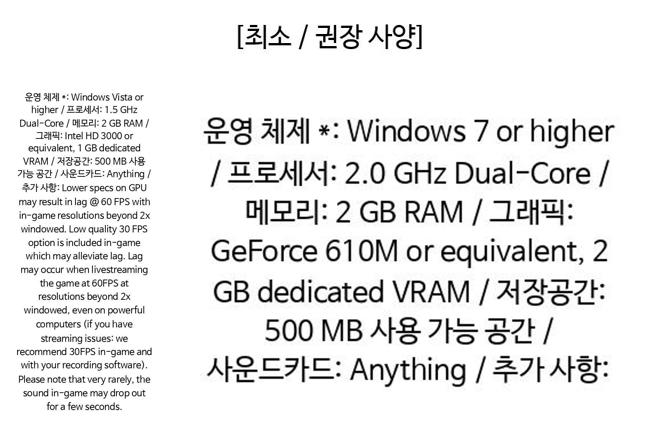 [최소 / 권장 사양]
운영 체제 *: Windows Vista or
higher / 프로세서: 1.5 GHz
Dual-Core / 메모리: 2 GB RAM /
그래픽: Intel HD 3000 or
equivalent, 1 GB dedicated
VRAM / 저장공간: 500 MB 사용
가능 공간 / 사운드카드: Anything /
추가 사항: Lower specs on GPU
may result in lag @ 60 FPS with
in-game resolutions beyond 2x
windowed. Low quality 30 FPS
option is included in-game
which may alleviate lag. Lag
may occur when livestreaming
the game at 60FPS at
resolutions beyond 2x
windowed, even on powerful
computers (if you have
streaming issues: we
recommend 30FPS in-game and
with your recording software).
Please note that very rarely, the
sound in-game may drop out
for a few seconds.
운영 체제 *: Windows 7 or higher
/ 프로세서: 2.0 GHz Dual-Core /
메모리: 2 GB RAM / 그래픽:
GeForce 610M or equivalent, 2
GB dedicated VRAM / 저장공간:
500 MB 사용 가능 공간 /
사운드카드: Anything / 추가 사항: